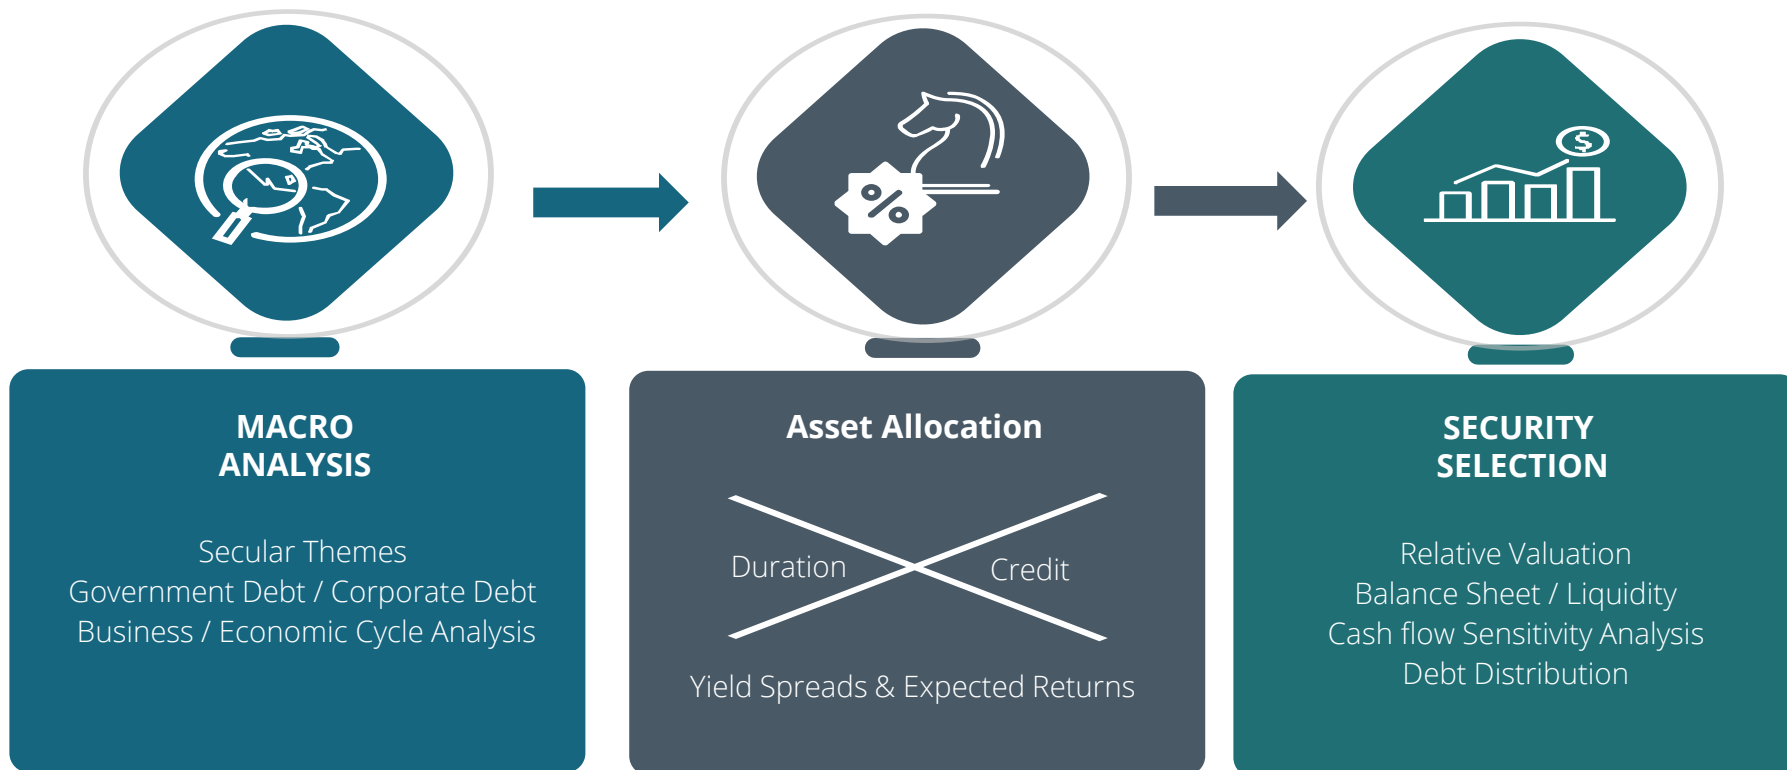 MACRO
ANALYSIS
Secular Themes
Government Debt / Corporate Debt
Business / Economic Cycle Analysis
%
Asset Allocation
Duration
Credit
Yield Spreads & Expected Returns
$
SECURITY
SELECTION
Relative Valuation
Balance Sheet / Liquidity
Cash flow Sensitivity Analysis
Debt Distribution